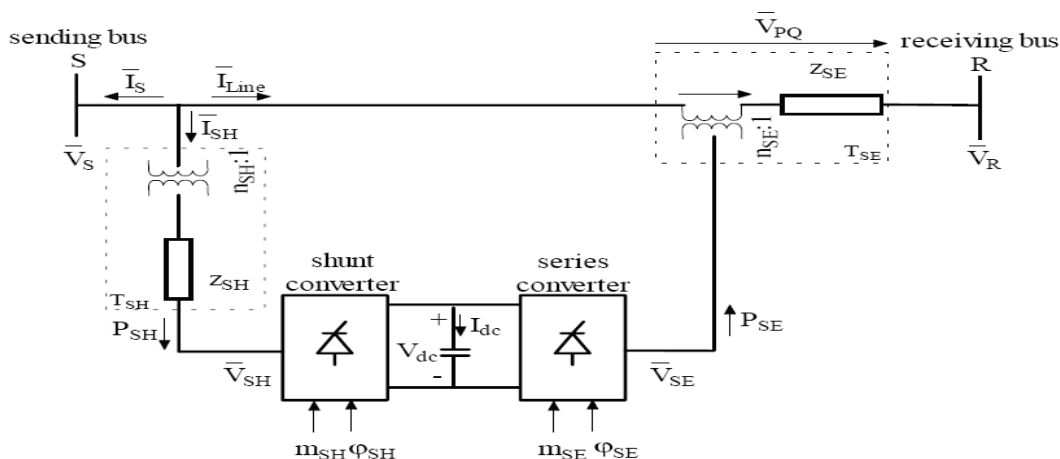 sending bus
S
V̅PQ
receiving bus
R
I̅S
I̅Line
zSE
I̅SH
V̅S
nSH:1
nSE:1
TSE
V̅R
zSH
TSH
shunt
converter
series
converter
PSH
+
Idc
Vdc
-
PSE
V̅SH
V̅SE
mSH φSH
mSE φSE